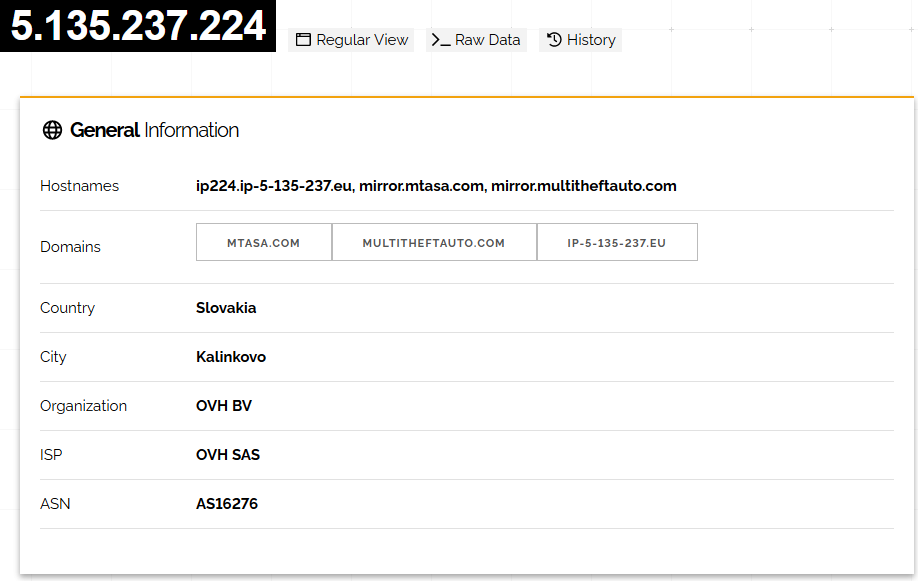 5.135.237.224
Regular View Raw Data History
General Information
Hostnames ip224.ip-5-135-237.eu, mirror.mtasa.com, mirror.multitheftauto.com
Domains MTASA.COM MULTITHEFTAUTO.COM IP-5-135-237.EU
Country Slovakia
City Kalinkovo
Organization OVH BV
ISP OVH SAS
ASN AS16276